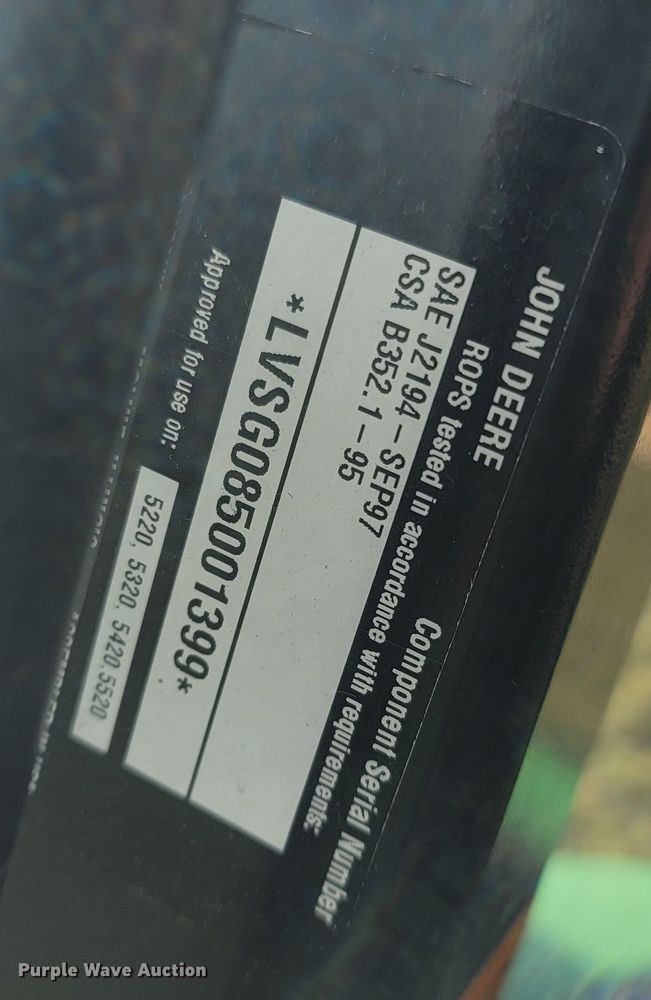 JOHN DEERE
Component Serial Number
ROPS tested in accordance with requirements:
SAE J2194-SEP97
CSA B352.1-95
*LVSG085001399*
Approved for use on:
5220, 5320, 5420,5520
Purple Wave Auction